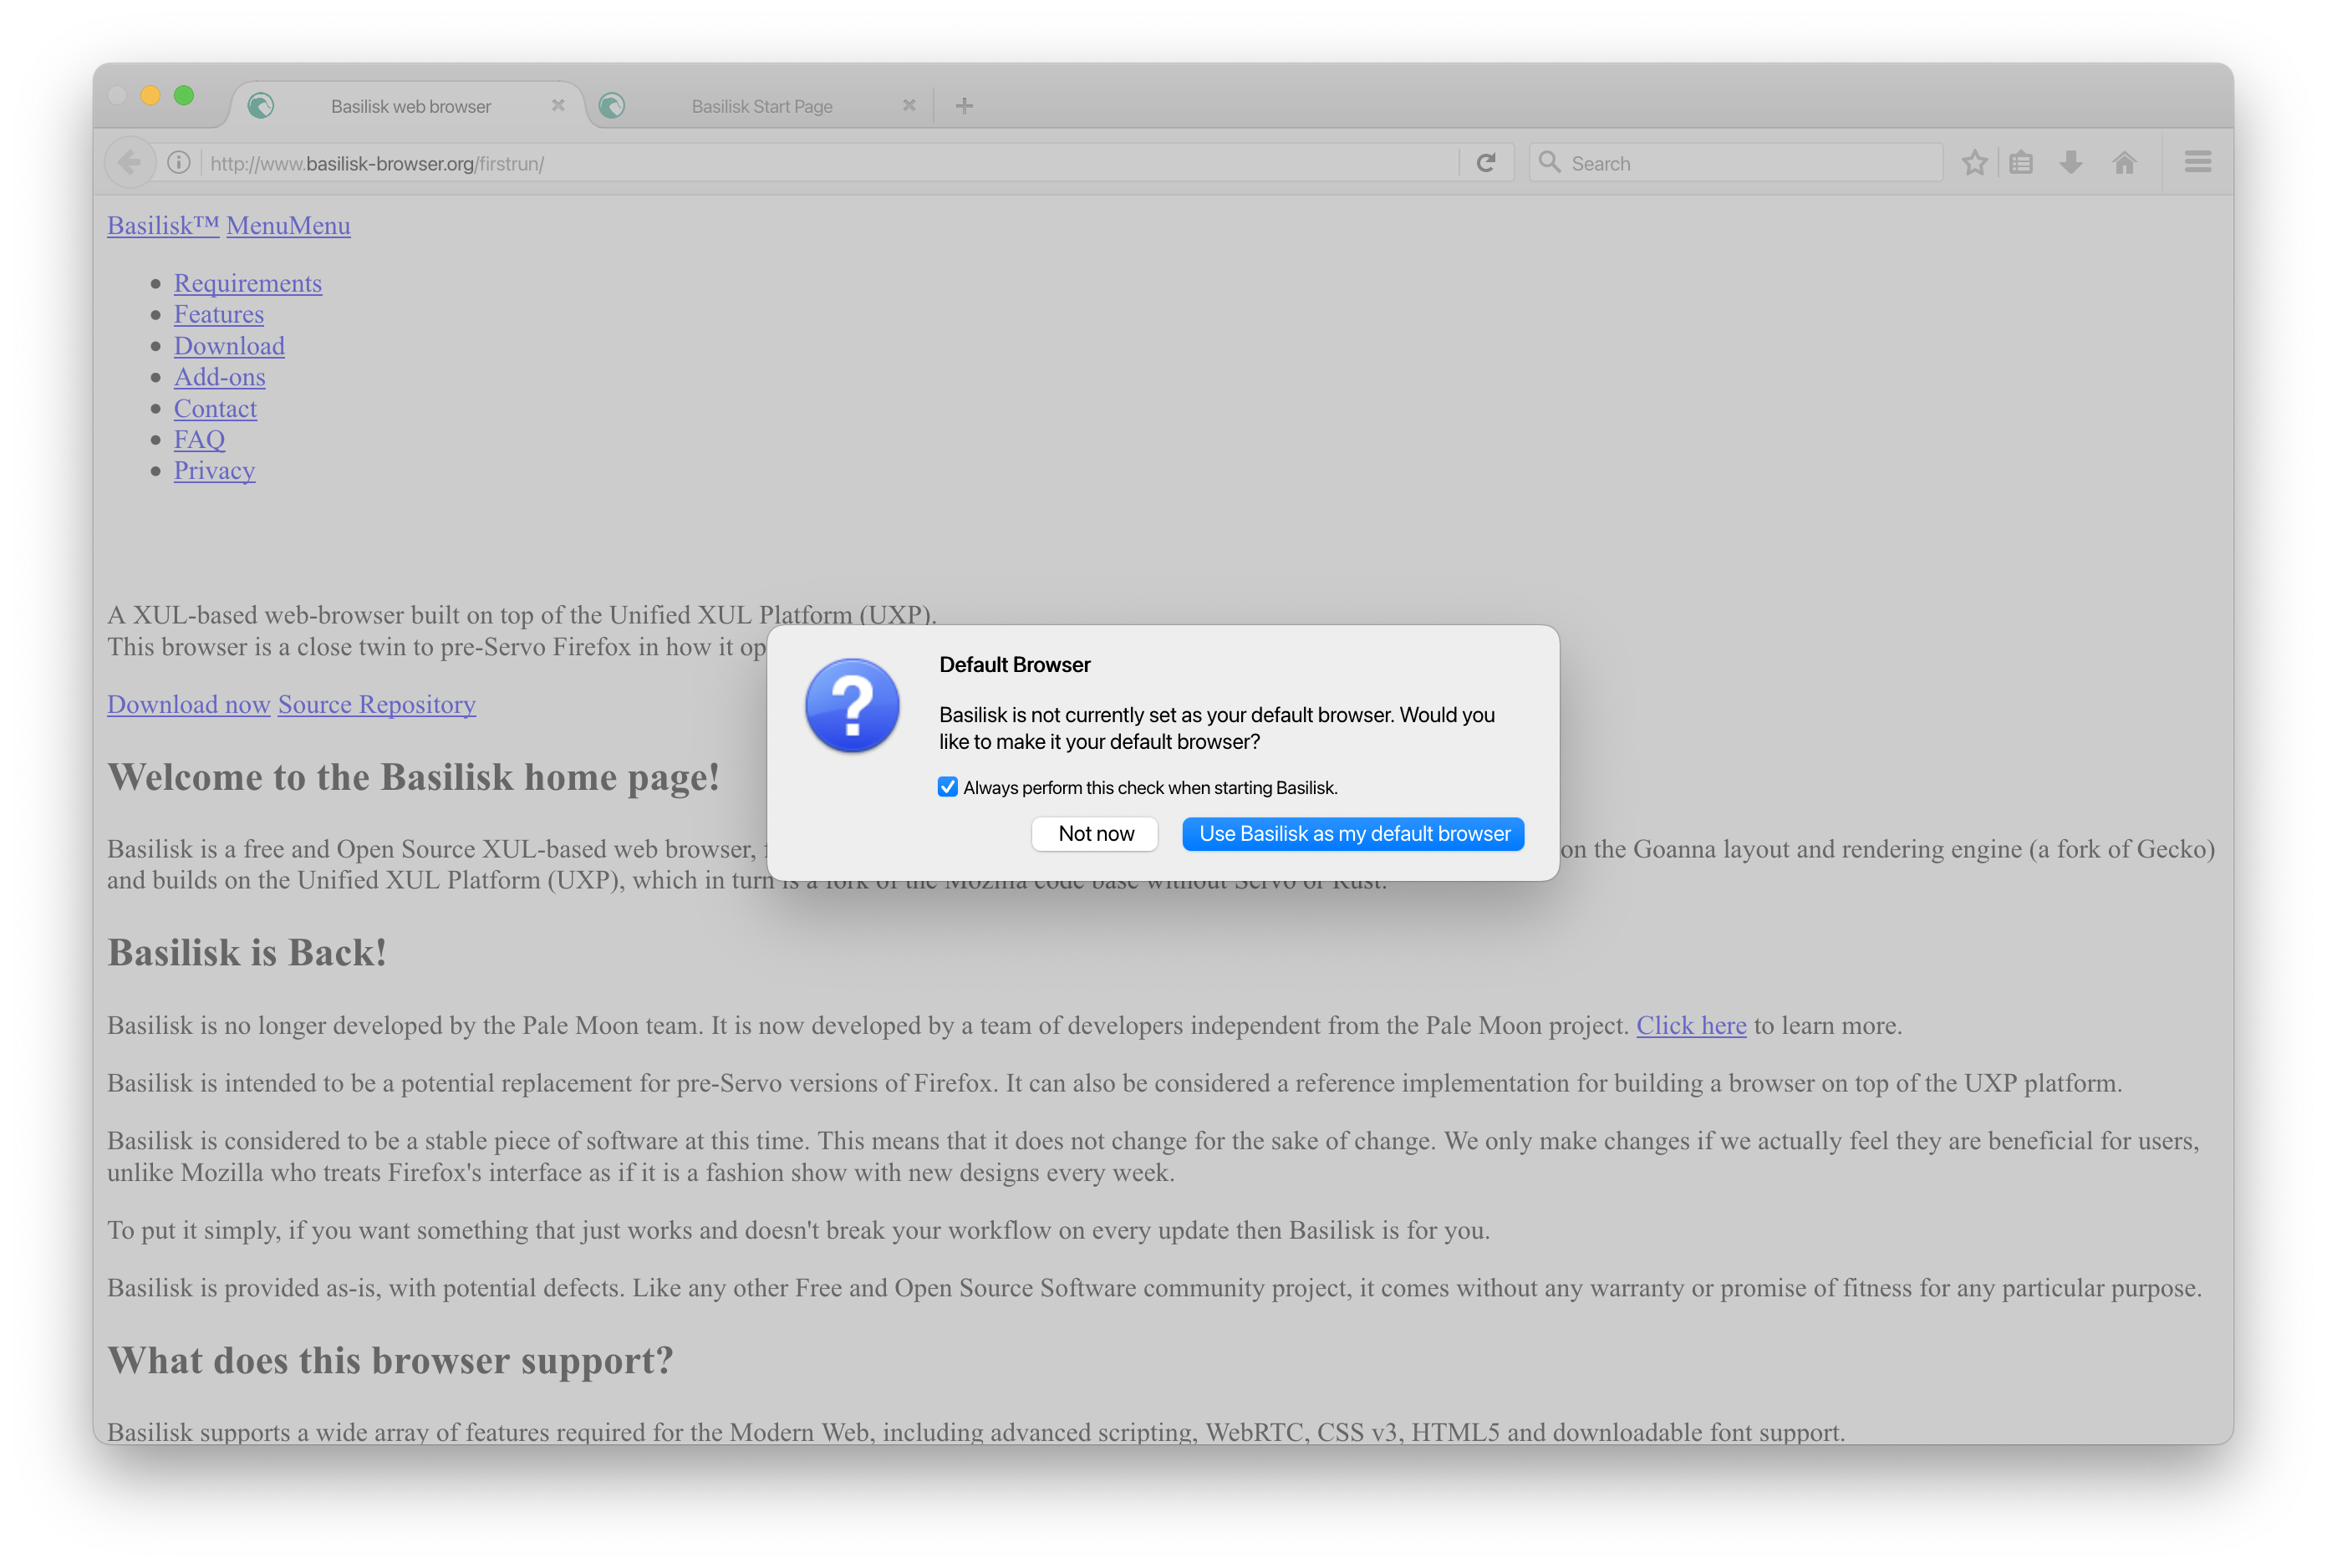 Basilisk web browser
Basilisk Start Page
http://www.basilisk-browser.org/firstrun/
Search
Basilisk™ MenuMenu
Requirements
Features
Download
Add-ons
Contact
FAQ
Privacy
A XUL-based web-browser built on top of the Unified XUL Platform (UXP).
This browser is a close twin to pre-Servo Firefox in how it op
Download now Source Repository
Welcome to the Basilisk home page!
Basilisk is a free and Open Source XUL-based web browser, on the Goanna layout and rendering engine (a fork of Gecko)
and builds on the Unified XUL Platform (UXP), which in turn is a fork of the Mozilla code base without Servo or Rust.
Default Browser
Basilisk is not currently set as your default browser. Would you
like to make it your default browser?
Always perform this check when starting Basilisk.
Not now
Use Basilisk as my default browser
Basilisk is Back!
Basilisk is no longer developed by the Pale Moon team. It is now developed by a team of developers independent from the Pale Moon project. Click here to learn more.
Basilisk is intended to be a potential replacement for pre-Servo versions of Firefox. It can also be considered a reference implementation for building a browser on top of the UXP platform.
Basilisk is considered to be a stable piece of software at this time. This means that it does not change for the sake of change. We only make changes if we actually feel they are beneficial for users,
unlike Mozilla who treats Firefox's interface as if it is a fashion show with new designs every week.
To put it simply, if you want something that just works and doesn't break your workflow on every update then Basilisk is for you.
Basilisk is provided as-is, with potential defects. Like any other Free and Open Source Software community project, it comes without any warranty or promise of fitness for any particular purpose.
What does this browser support?
Basilisk supports a wide array of features required for the Modern Web, including advanced scripting, WebRTC, CSS v3, HTML5 and downloadable font support.